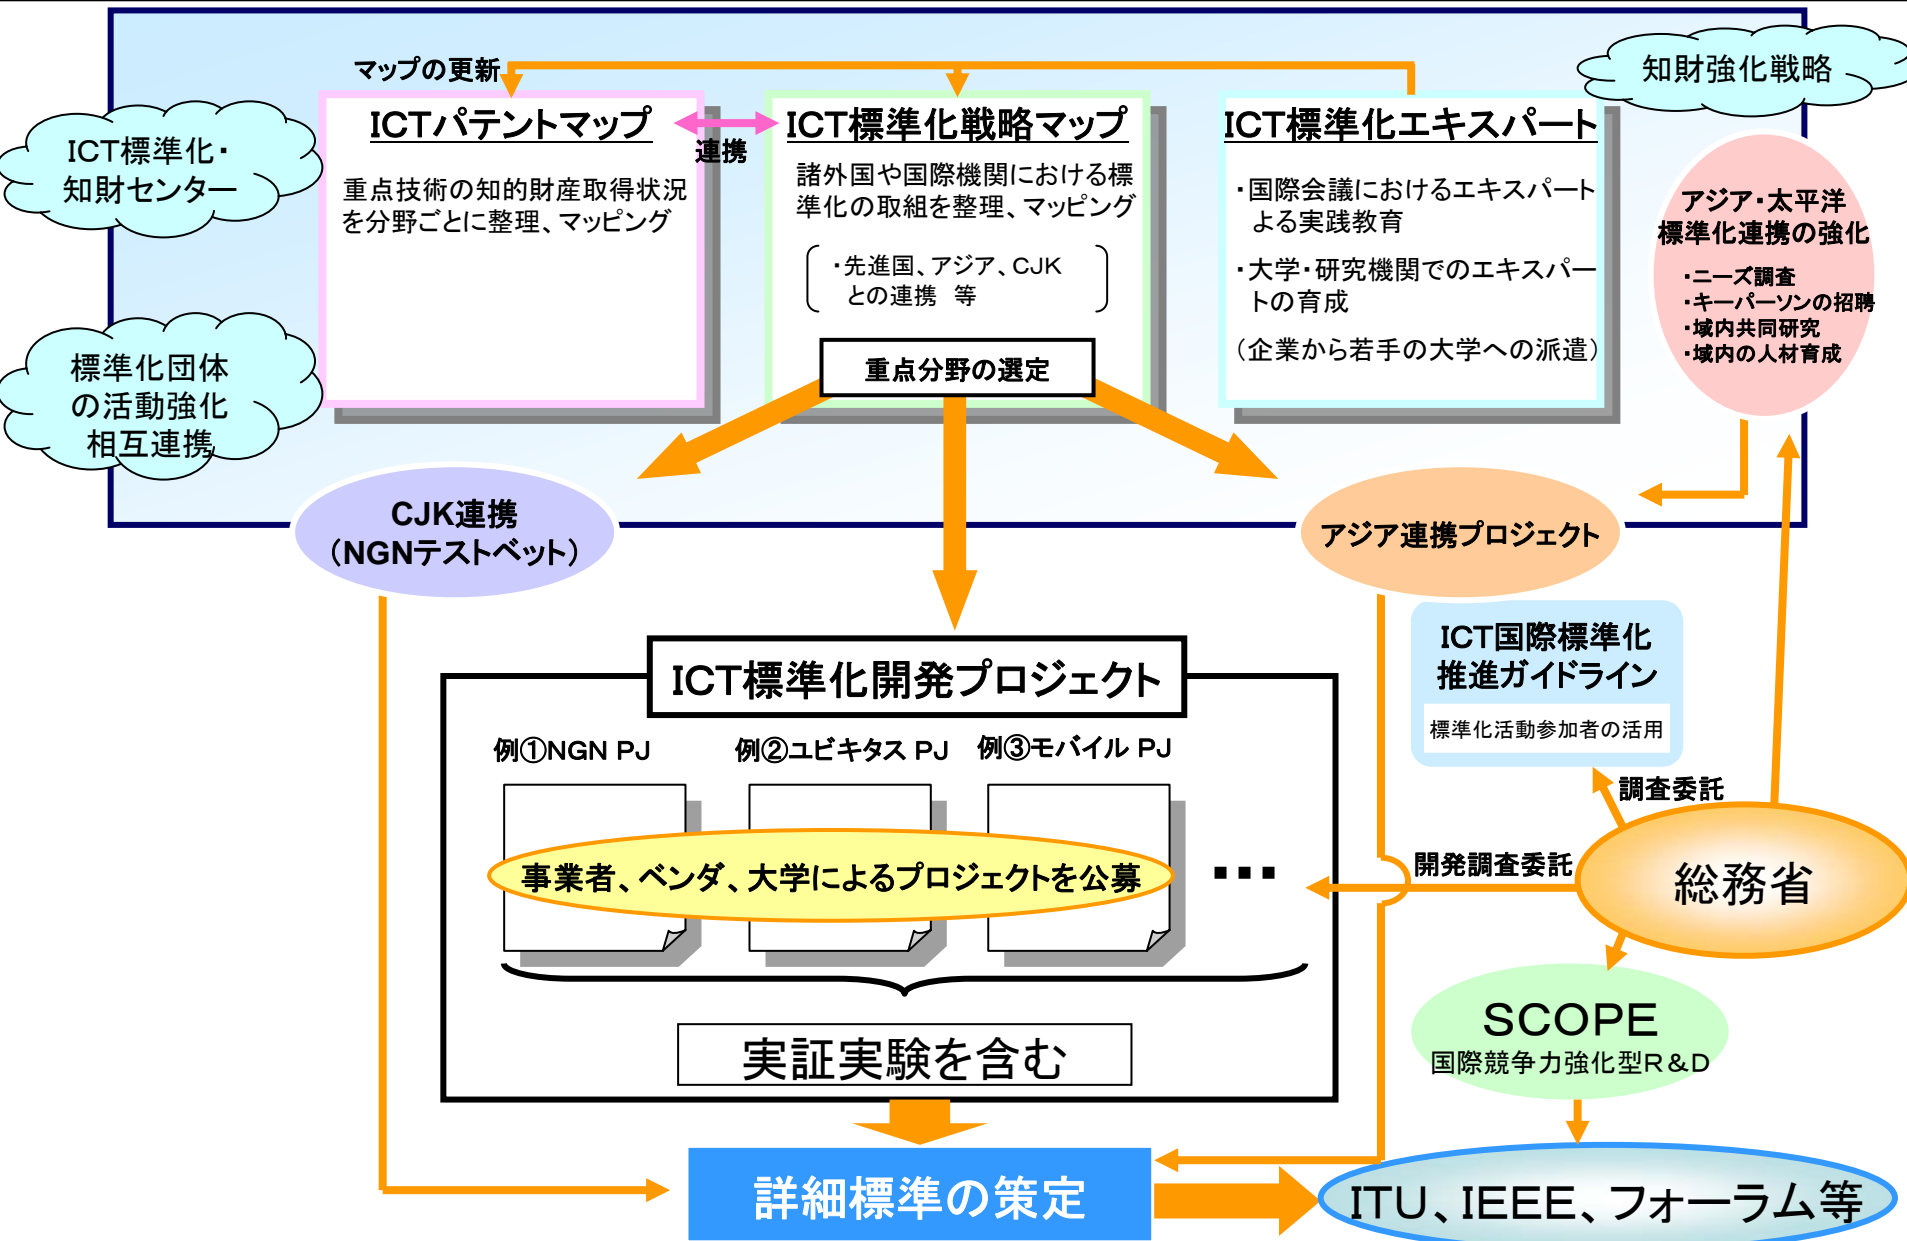 マップの更新
知財強化戦略
ICT標準化・
知財センター
ICTパテントマップ
重点技術の知的財産取得状況
を分野ごとに整理、マッピング
連携
ICT標準化戦略マップ
諸外国や国際機関における標
準化の取組を整理、マッピング
・先進国、アジア、CJK
との連携 等
重点分野の選定
ICT標準化エキスパート
・国際会議におけるエキスパート
よる実践教育
・大学・研究機関でのエキスパー
トの育成
(企業から若手の大学への派遣)
アジア・太平洋
標準化連携の強化
・ニーズ調査
・キーパーソンの招聘
・域内共同研究
・域内の人材育成
標準化団体
の活動強化
相互連携
CJK連携
(NGNテストベット)
アジア連携プロジェクト
ICT国際標準化
推進ガイドライン
標準化活動参加者の活用
ICT標準化開発プロジェクト
例①NGN PJ
例②ユビキタス PJ
例③モバイル PJ
事業者、ベンダ、大学によるプロジェクトを公募
…
調査委託
開発調査委託
総務省
SCOPE
国際競争力強化型R&D
実証実験を含む
詳細標準の策定
ITU、IEEE、フォーラム等